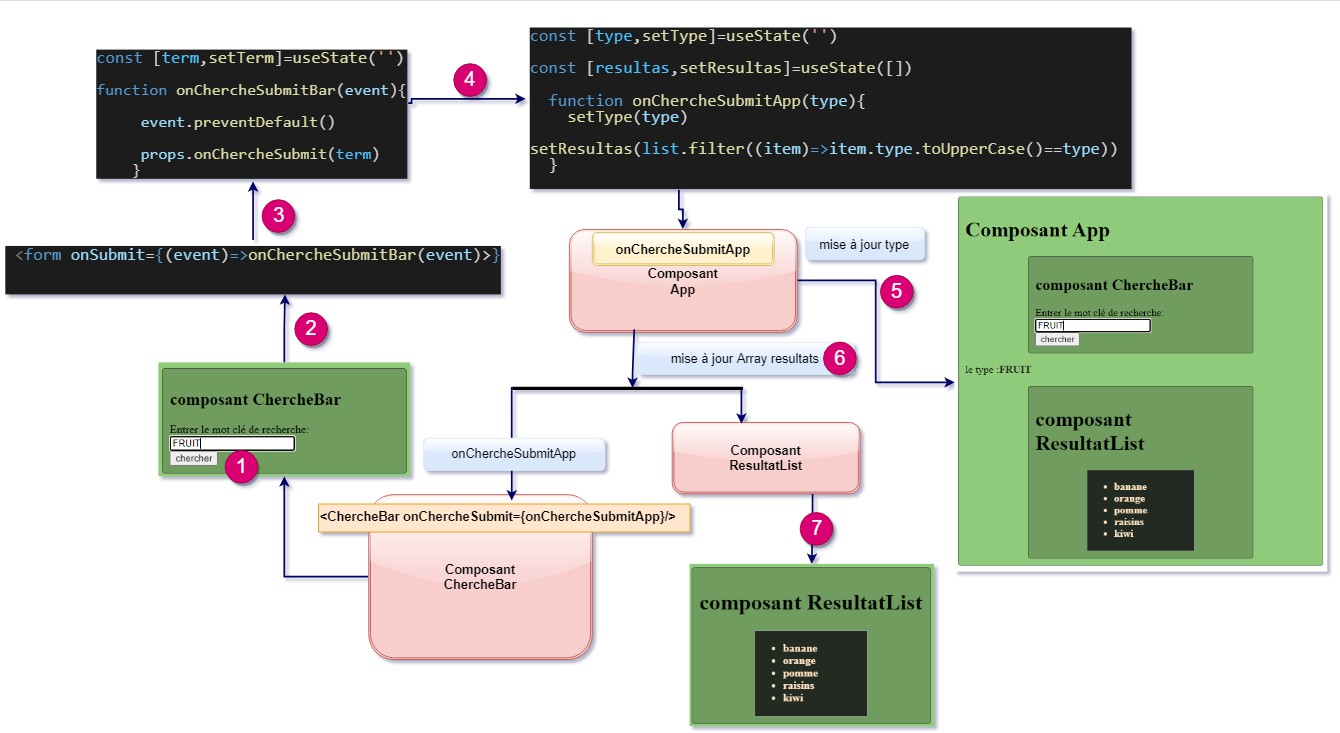 const [term,setTerm]=useState('')
function onChercheSubmitBar(event){
event.preventDefault()
props.onChercheSubmit(term)
}
4
const [type,setType]=useState('')
const [resultas,setResultas]=useState([])
function onChercheSubmitApp(type){
setType(type)
setResultas(list.filter((item)=>item.type.toUpperCase()==type))
}
3
<form onSubmit={(event)=>onChercheSubmitBar(event)>}
2
composant ChercheBar
Entrer le mot clé de recherche:
FRUIT
chercher
1
onChercheSubmitApp
Composant
App
mise à jour type
5
mise à jour Array resultats
6
onChercheSubmitApp
<ChercheBar onChercheSubmit={onChercheSubmitApp}/>
Composant
ChercheBar
Composant
ResultatList
7
composant ResultatList
banane
orange
pomme
raisins
kiwi
Composant App
composant ChercheBar
Entrer le mot clé de recherche:
FRUIT
chercher
le type :FRUIT
composant
ResultatList
banane
orange
pomme
raisins
kiwi